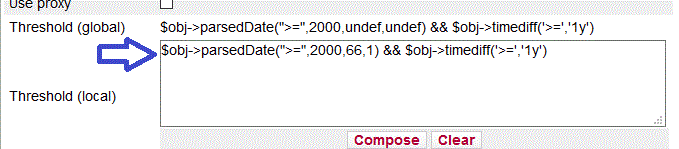 Use proxy
Threshold (global) $obj->parsedDate(">=",2000,undef,undef) && $obj->timediff('>=','1y')
$obj->parsedDate(">=",2000,66,1) && $obj->timediff('>=','1y')
Threshold (local)
Compose Clear